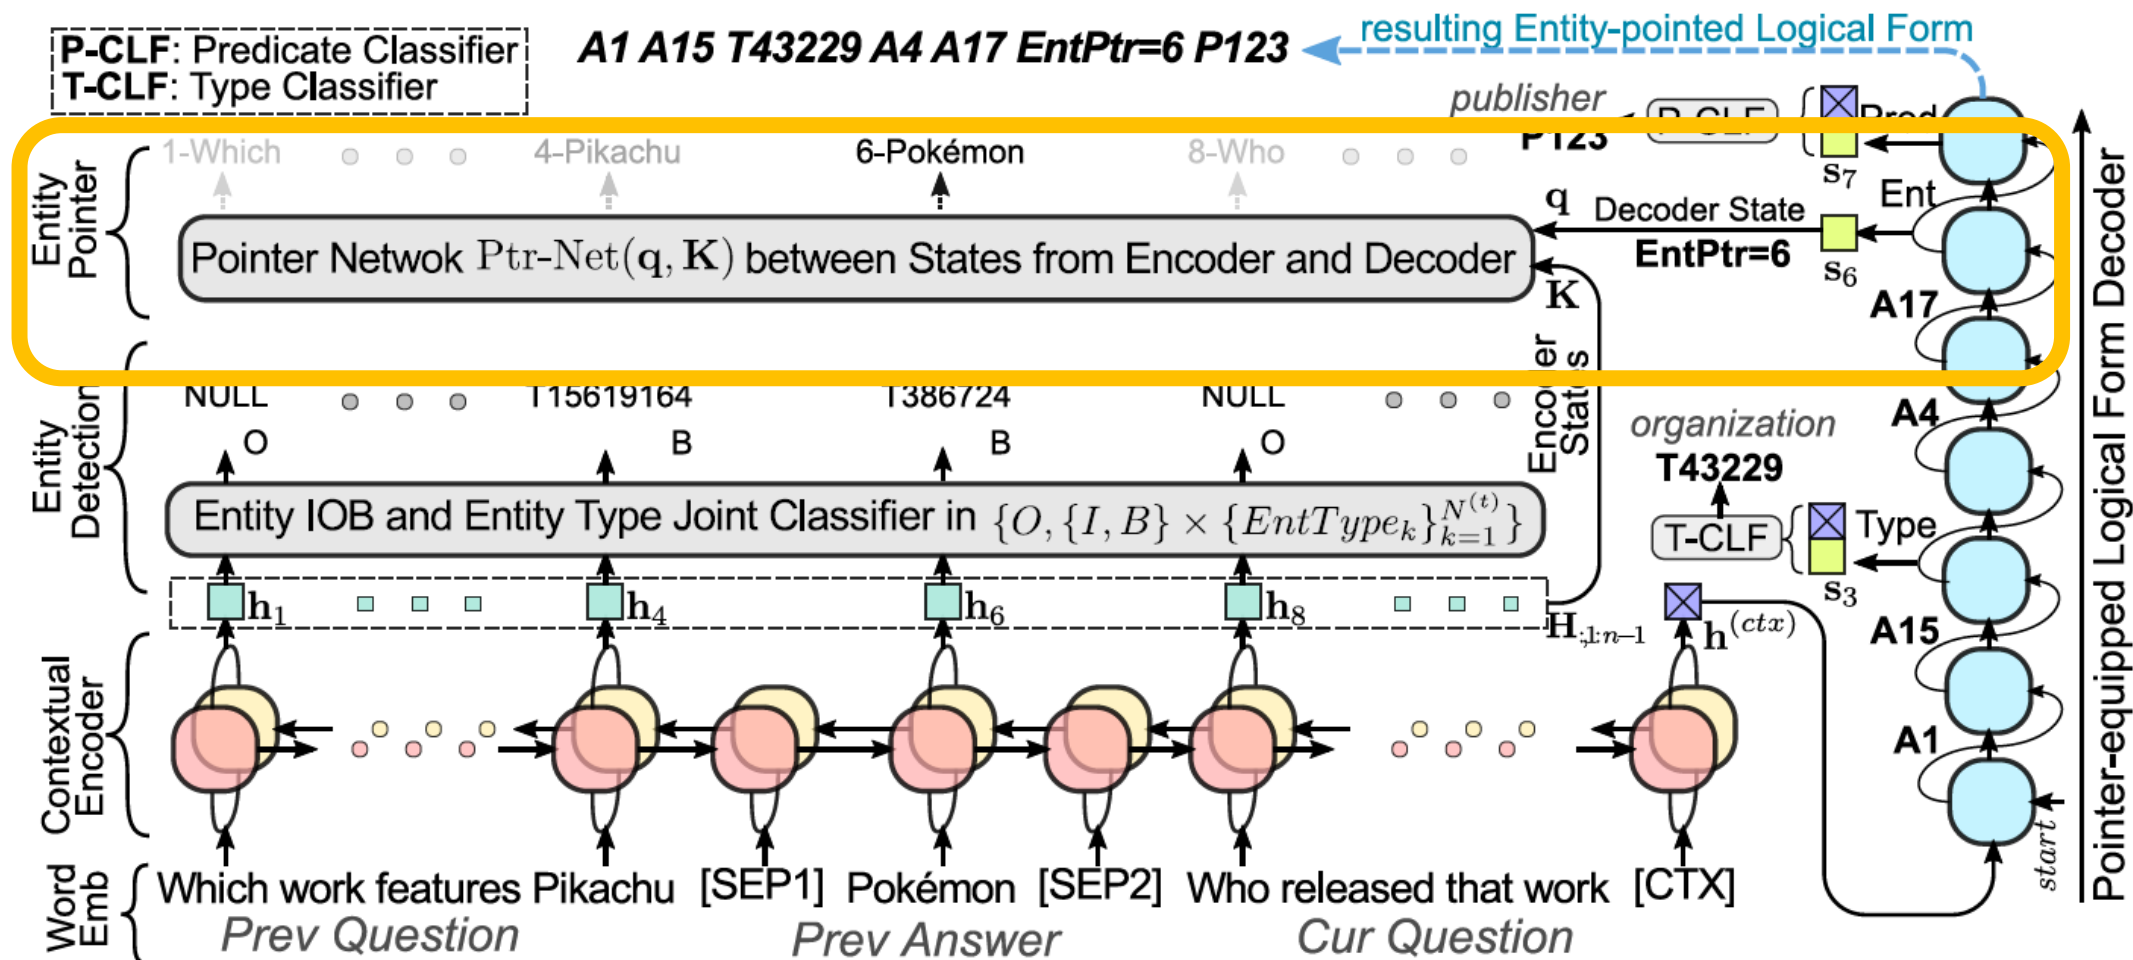 P-CLF: Predicate Classifier
T-CLF: Type Classifier
A1 A15 T43229 A4 A17 EntPtr=6 P123
resulting Entity-pointed Logical Form
publisher
P123
P-CLF
Pred
s7
Entity Pointer
1-Which
4-Pikachu
6-Pokémon
8-Who
Pointer Netwok Ptr-Net(q, K) between States from Encoder and Decoder
q
Decoder State
EntPtr=6
s6
Ent
K
A17
Encoder States
Entity Detection
NULL
T15619164
T386724
NULL
O
B
B
O
Entity IOB and Entity Type Joint Classifier in {O, {I, B} × {EntType_k}_{k=1}^{N^{(t)}}}
organization
T43229
T-CLF
Type
s3
A4
A15
A1
start
Pointer-equipped Logical Form Decoder
h1
h4
h6
h8
H:,1:n−1
h(ctx)
Contextual Encoder
Word Emb
Which work features Pikachu [SEP1] Pokémon [SEP2] Who released that work [CTX]
Prev Question
Prev Answer
Cur Question